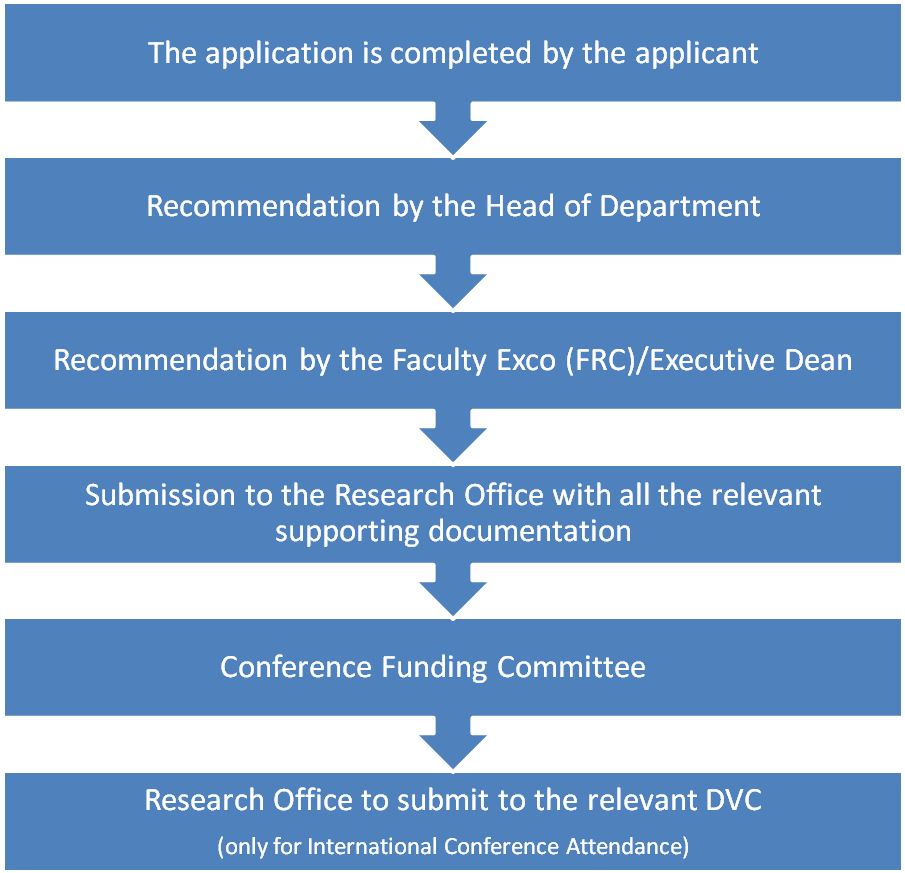 The application is completed by the applicant
Recommendation by the Head of Department
Recommendation by the Faculty Exco (FRC)/Executive Dean
Submission to the Research Office with all the relevant
supporting documentation
Conference Funding Committee
Research Office to submit to the relevant DVC
(only for International Conference Attendance)